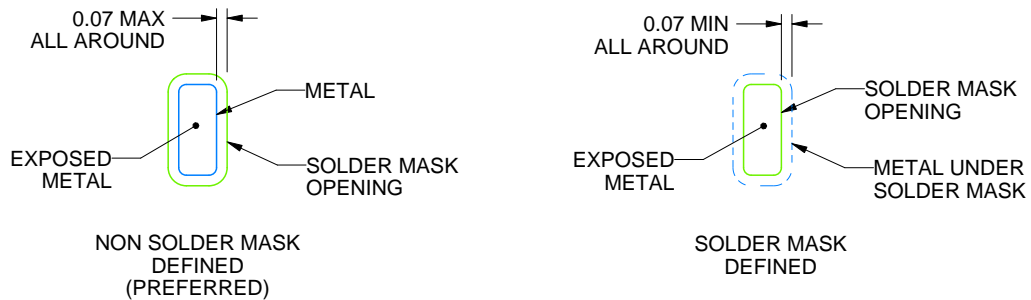 0.07 MAX
ALL AROUND
METAL
EXPOSED
METAL
SOLDER MASK
OPENING
NON SOLDER MASK
DEFINED
(PREFERRED)
0.07 MIN
ALL AROUND
SOLDER MASK
OPENING
EXPOSED
METAL
METAL UNDER
SOLDER MASK
SOLDER MASK
DEFINED